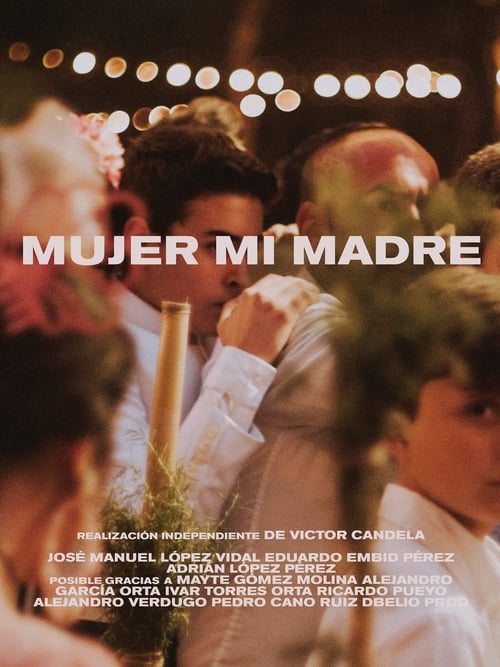 MUJER MI MADRE
REALIZACIÓN INDEPENDIENTE DE VICTOR CANDELA
JOSÉ MANUEL LÓPEZ VIDAL EDUARDO EMBID PÉREZ
ADRIÁN LÓPEZ PÉREZ
POSIBLE GRACIAS A MAYTE GÓMEZ MOLINA ALEJANDRO
GARCÍA ORTA IVAR TORRES ORTA RICARDO PUEYO
ALEJANDRO VERDUGO PEDRO CANO RUIZ DBELIO PROD